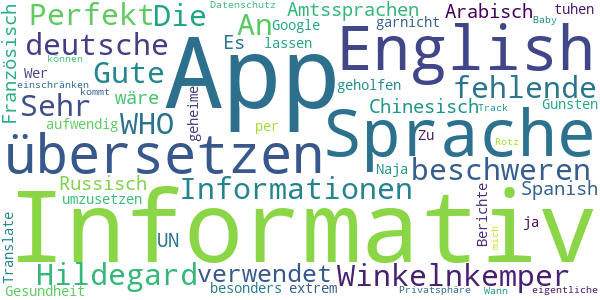 Datenschutz
Perfekt Die An Amtssprachen Arabisch tuhen
Google garnicht Baby
Französisch deutsche Es lassen App English
können
Wer Gute geholfen fehlende
einschränken kommt
Sehr wäre geheime Chinesisch Track Gunsten
aufwendig WHO per Zu Sprache
übersetzen Naja Rotz beschweren
Russisch Informationen Spanish
umzusetzen Berichte mich ja
Translate UN Informativ
Hildegard verwendet Winkelnkemper
Gesundheit besonders extrem Privatsphäre Wann eigentliche